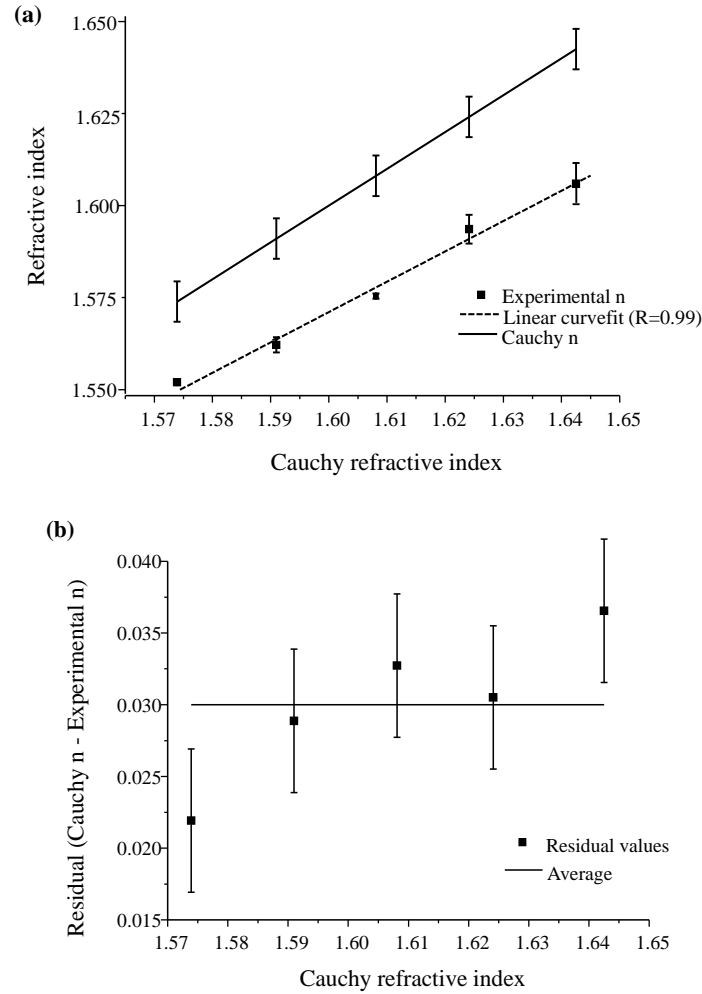 (a)
1.650
1.625
1.600
1.575
1.550
Refractive index
Experimental n
Linear curvefit (R=0.99)
Cauchy n
1.57 1.58 1.59 1.60 1.61 1.62 1.63 1.64 1.65
Cauchy refractive index
(b)
0.040
0.035
0.030
0.025
0.020
0.015
Residual (Cauchy n - Experimental n)
Residual values
Average
1.57 1.58 1.59 1.60 1.61 1.62 1.63 1.64 1.65
Cauchy refractive index